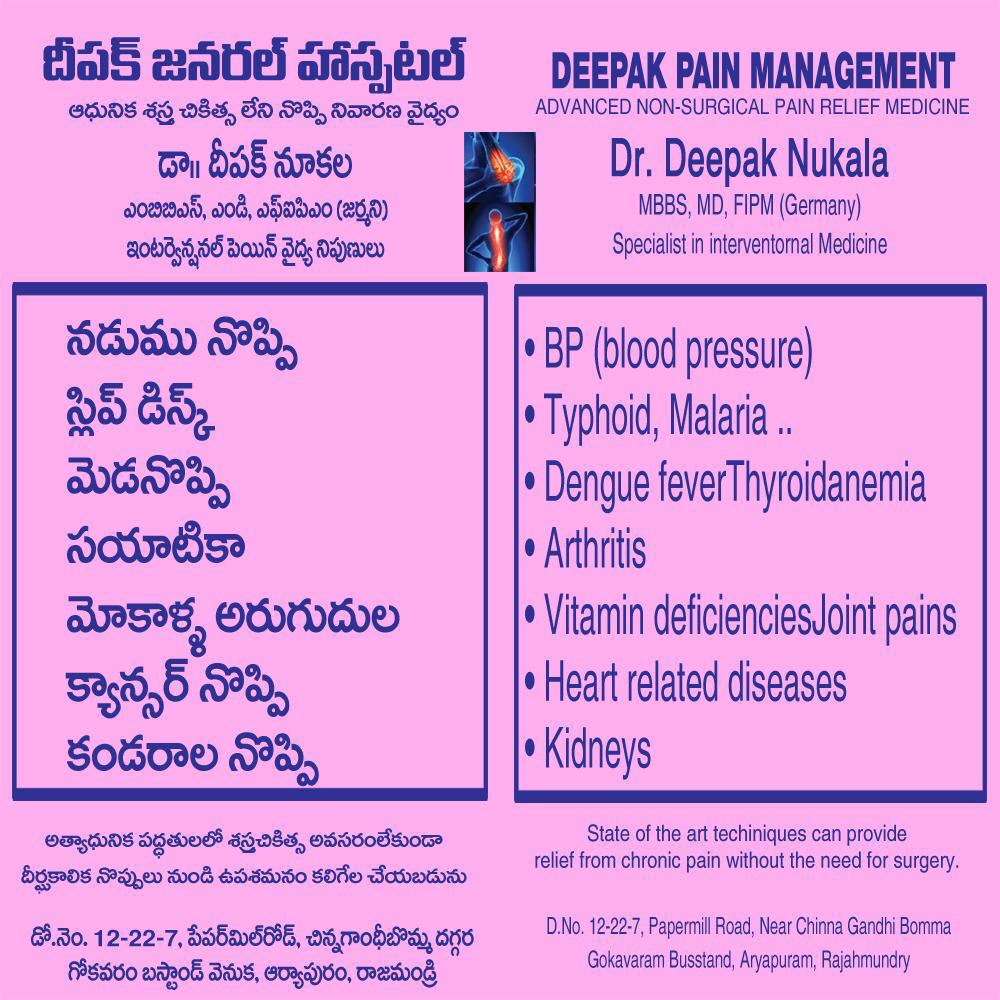 దీపక్ జనరల్ హాస్పటల్
ఆధునిక శస్త్ర చికిత్స లేని నొప్పి నివారణ వైద్యం
డా॥ దీపక్ నూకల
ఎంబిబిఎస్, ఎండి, ఎఫ్ఐపిఎం (జర్మని)
ఇంటర్వెన్షనల్ పెయిన్ వైద్య నిపుణులు
నడుము నొప్పి
స్లిప్ డిస్క్
మెడనొప్పి
సయాటికా
మోకాళ్ళ అరుగుదుల
క్యాన్సర్ నొప్పి
కండరాల నొప్పి
అత్యాధునిక పద్ధతులలో శస్త్రచికిత్స అవసరంలేకుండా
దీర్ఘకాలిక నొప్పులు నుండి ఉపశమనం కలిగేల చేయబడును
డో.నెం. 12-22-7, పేపర్‌మిల్‌రోడ్, చిన్నగాంధీబొమ్మ దగ్గర
గోకవరం బస్టాండ్ వెనుక, ఆర్యాపురం, రాజమండ్రి
DEEPAK PAIN MANAGEMENT
ADVANCED NON-SURGICAL PAIN RELIEF MEDICINE
Dr. Deepak Nukala
MBBS, MD, FIPM (Germany)
Specialist in interventornal Medicine
• BP (blood pressure)
• Typhoid, Malaria ..
• Dengue feverThyroidanemia
• Arthritis
• Vitamin deficienciesJoint pains
• Heart related diseases
• Kidneys
State of the art techiniques can provide
relief from chronic pain without the need for surgery.
D.No. 12-22-7, Papermill Road, Near Chinna Gandhi Bomma
Gokavaram Busstand, Aryapuram, Rajahmundry